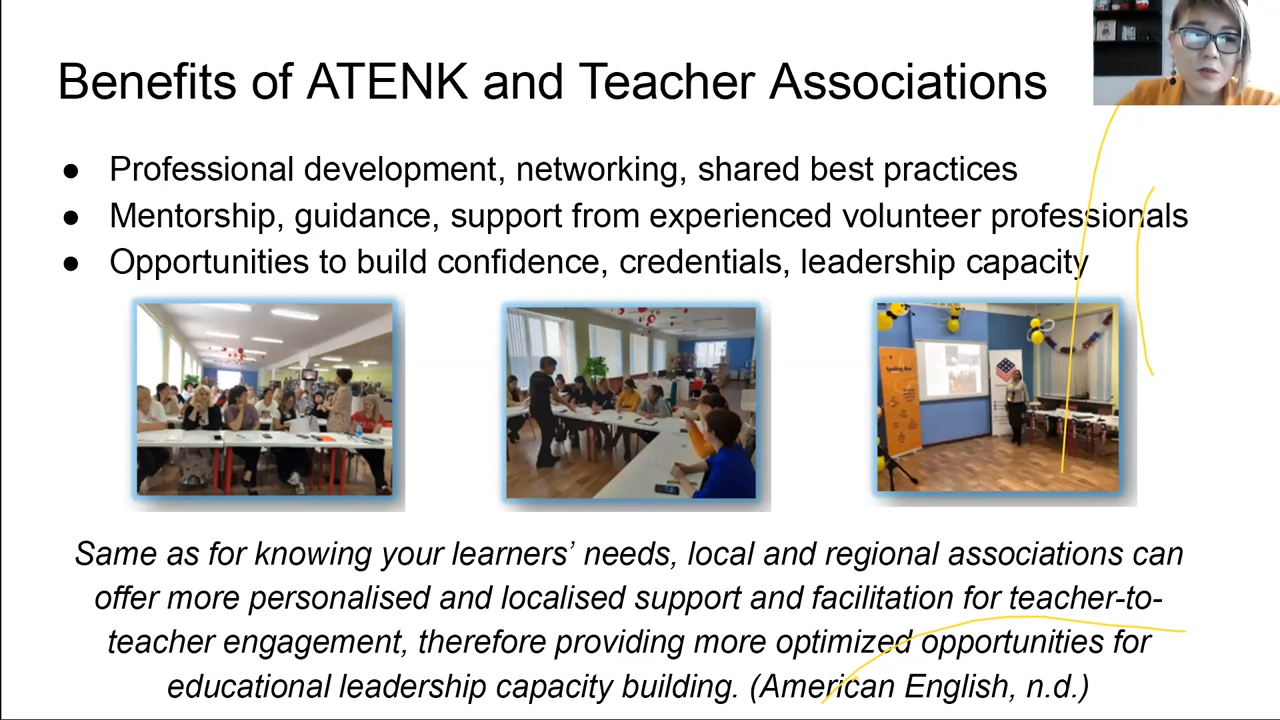 Benefits of ATENK and Teacher Associations
● Professional development, networking, shared best practices
● Mentorship, guidance, support from experienced volunteer professionals
● Opportunities to build confidence, credentials, leadership capacity
Same as for knowing your learners’ needs, local and regional associations can
offer more personalised and localised support and facilitation for teacher-to-
teacher engagement, therefore providing more optimized opportunities for
educational leadership capacity building. (American English, n.d.)